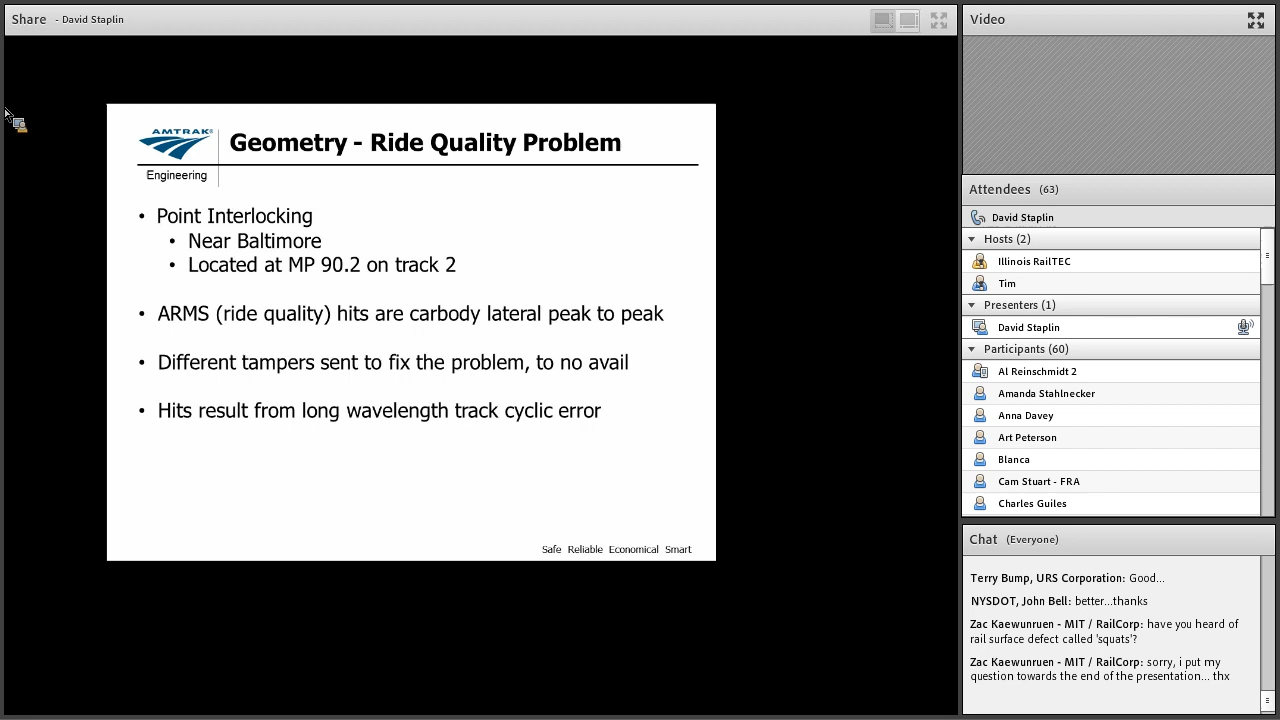 Share - David Staplin
AMTRAK®
Engineering
Geometry - Ride Quality Problem
• Point Interlocking
• Near Baltimore
• Located at MP 90.2 on track 2
• ARMS (ride quality) hits are carbody lateral peak to peak
• Different tampers sent to fix the problem, to no avail
• Hits result from long wavelength track cyclic error
Safe Reliable Economical Smart
Video
Attendees (63)
David Staplin
Hosts (2)
Illinois RailTEC
Tim
Presenters (1)
David Staplin
Participants (60)
Al Reinschmidt 2
Amanda Stahlnecker
Anna Davey
Art Peterson
Blanca
Cam Stuart - FRA
Charles Guiles
Chat (Everyone)
Terry Bump, URS Corporation: Good...
NYSDOT, John Bell: better...thanks
Zac Kaewunruen - MIT / RailCorp: have you heard of
rail surface defect called 'squats'?
Zac Kaewunruen - MIT / RailCorp: sorry, i put my
question towards the end of the presentation... thx